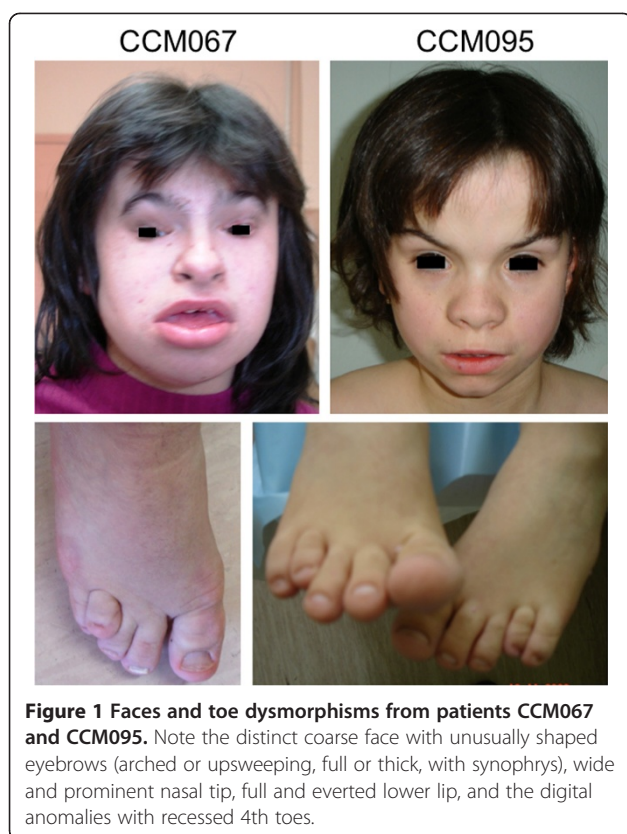 CCM067 CCM095
Figure 1 Faces and toe dysmorphisms from patients CCM067
and CCM095. Note the distinct coarse face with unusually shaped
eyebrows (arched or upsweeping, full or thick, with synophrys), wide
and prominent nasal tip, full and everted lower lip, and the digital
anomalies with recessed 4th toes.